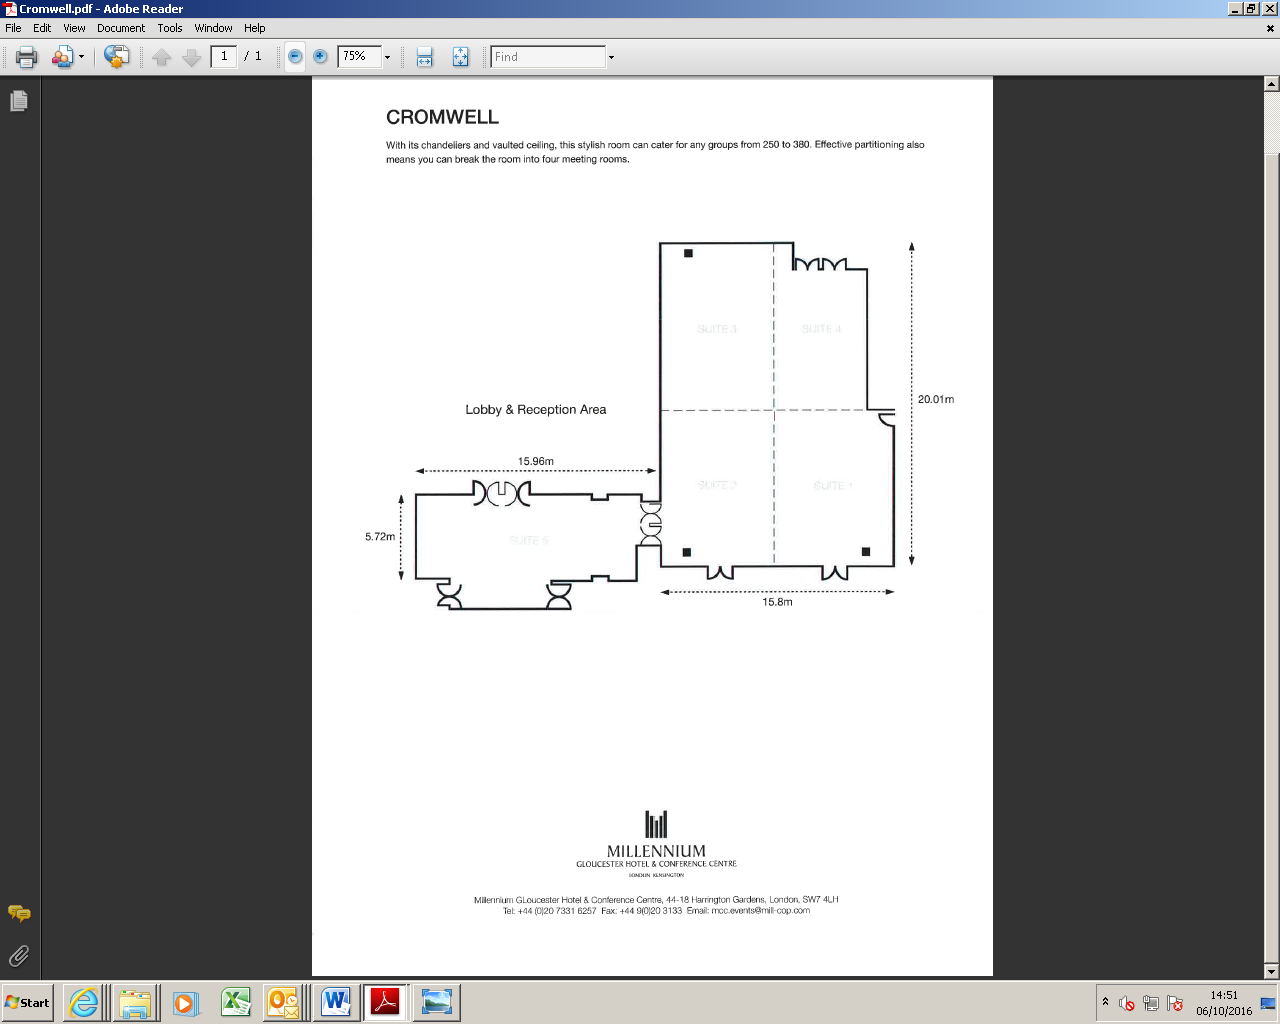 Cromwell.pdf - Adobe Reader
File Edit View Document Tools Window Help
1 / 1 75% Find
CROMWELL
With its chandeliers and vaulted ceiling, this stylish room can cater for any groups from 250 to 380. Effective partitioning also
means you can break the room into four meeting rooms.
SUITE 3 SUITE 4
20.01m
Lobby & Reception Area
15.96m
SUITE 2 SUITE 1
5.72m
SUITE 5
15.8m
MILLENNIUM
GLOUCESTER HOTEL & CONFERENCE CENTRE
LONDON KENSINGTON
Millennium GLoucester Hotel & Conference Centre, 44-18 Harrington Gardens, London, SW7 4LH
Tel: +44 (0)20 7331 6257 Fax: +44 9(0)20 3133 Email: mcc.events@mill-cop.com
Start
14:51
06/10/2016